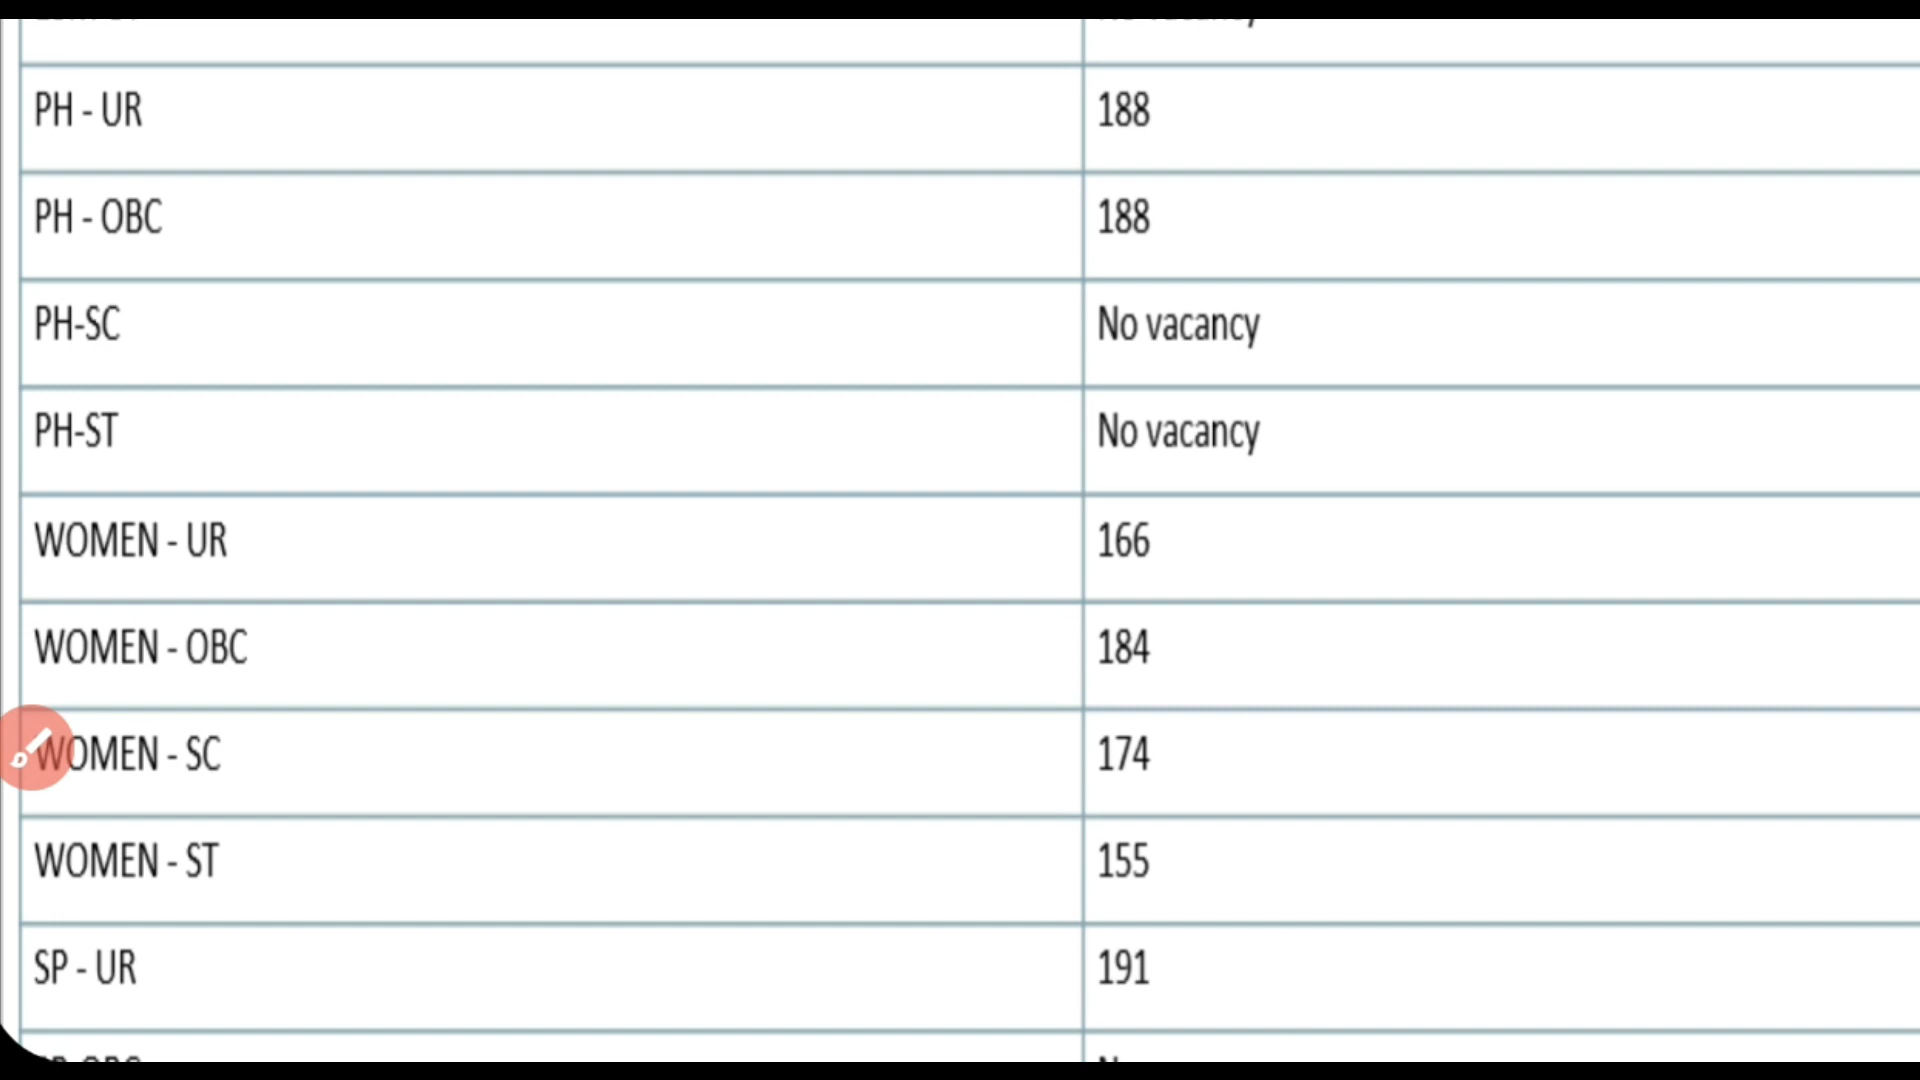 PH - UR 188
PH - OBC 188
PH-SC No vacancy
PH-ST No vacancy
WOMEN - UR 166
WOMEN - OBC 184
WOMEN - SC 174
WOMEN - ST 155
SP - UR 191